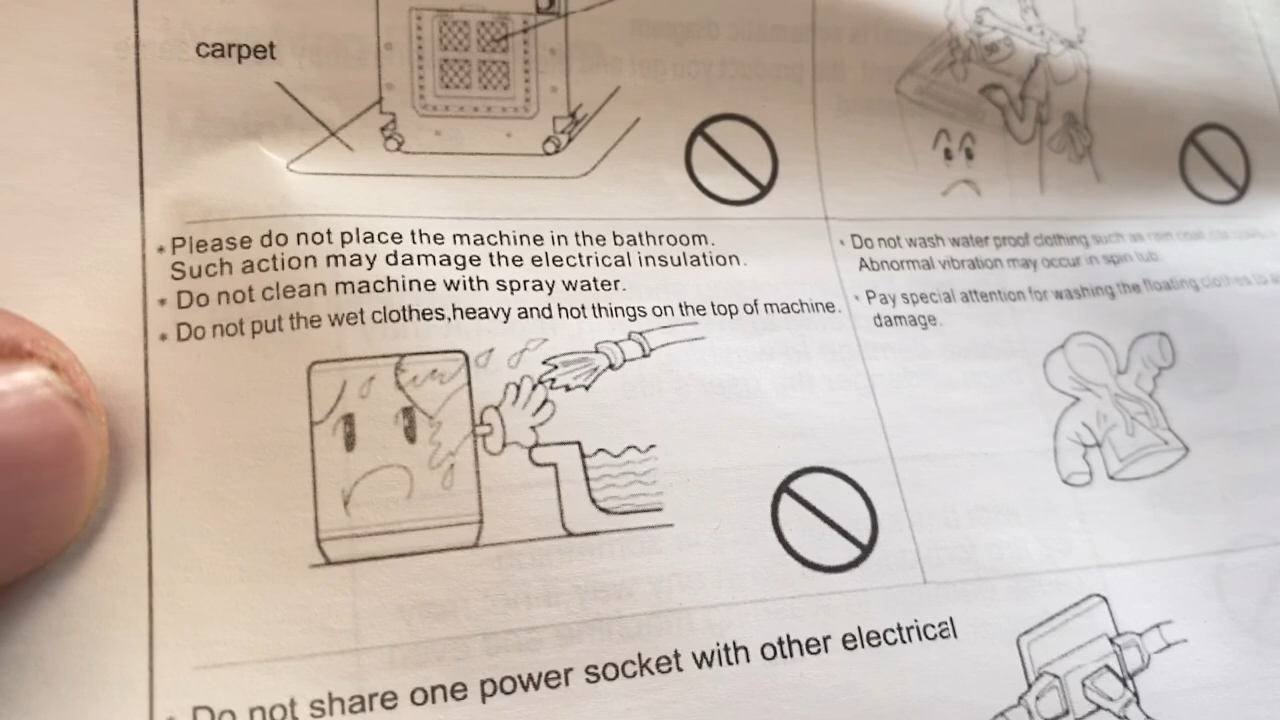 carpet
* Please do not place the machine in the bathroom.
Such action may damage the electrical insulation.
* Do not clean machine with spray water.
* Do not put the wet clothes,heavy and hot things on the top of machine.
* Do not wash water proof clothing such as rain coat
Abnormal vibration may occur in spin tub.
* Pay special attention for washing the floating clothes to
damage.
* Do not share one power socket with other electrical